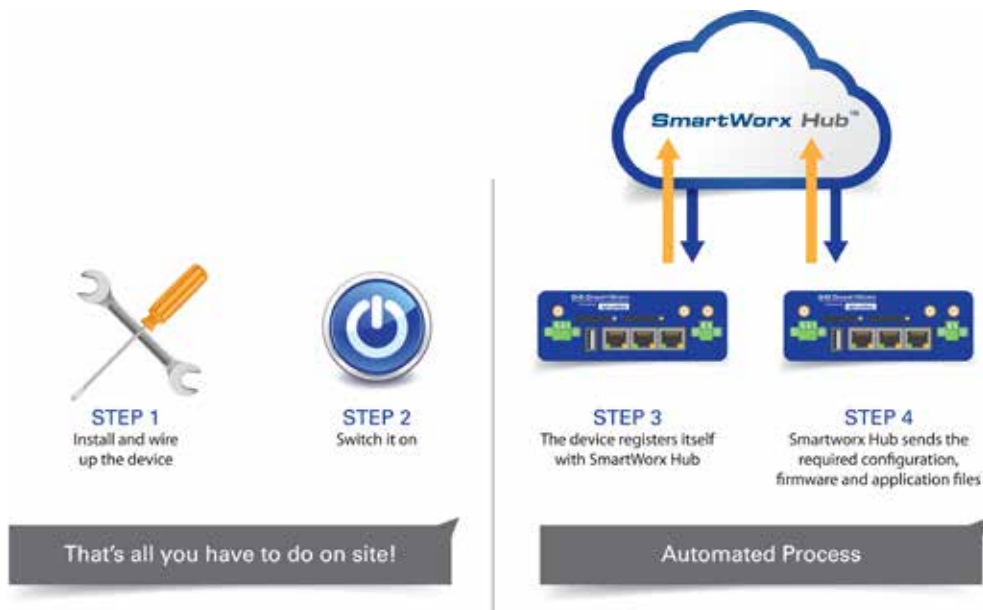 SmartWorx Hub™
STEP 1
Install and wire
up the device
STEP 2
Switch it on
STEP 3
The device registers itself
with SmartWorx Hub
STEP 4
Smartworx Hub sends the
required configuration,
firmware and application files
That's all you have to do on site!
Automated Process